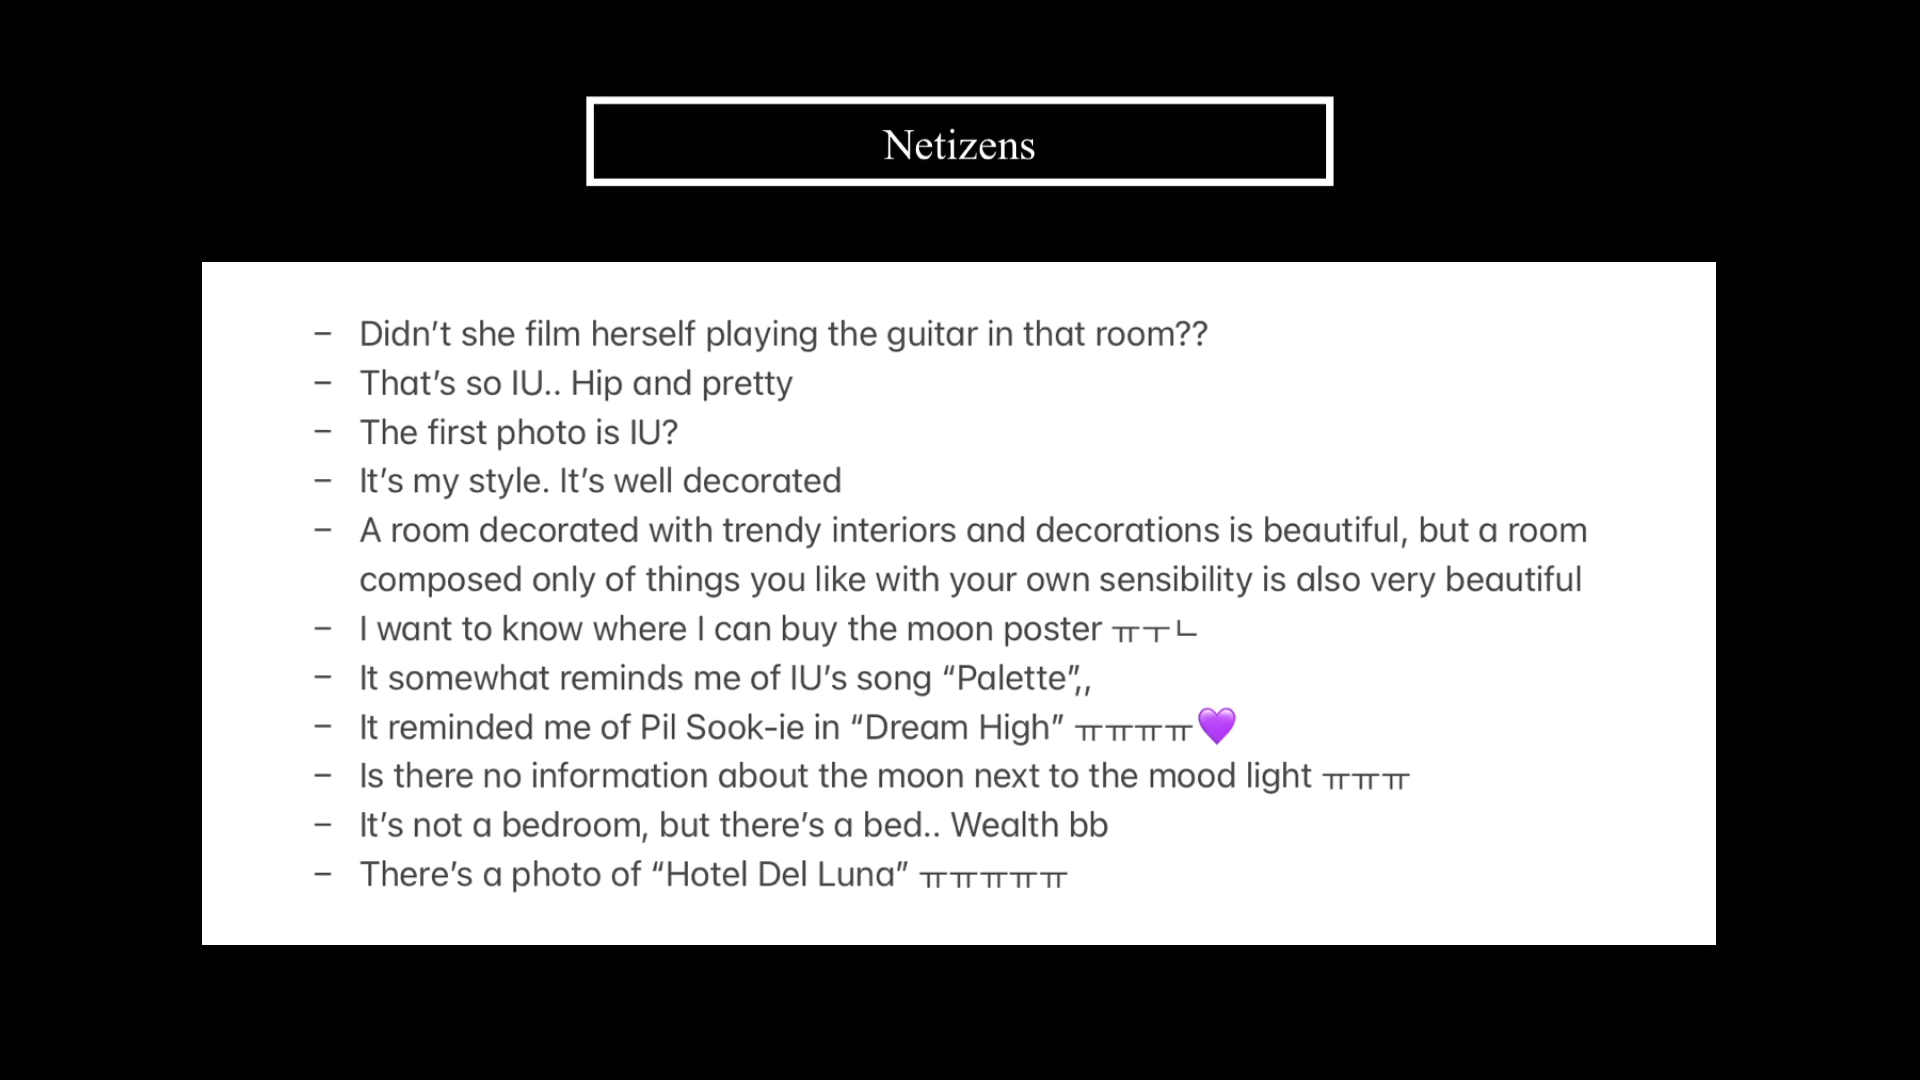 Netizens
– Didn’t she film herself playing the guitar in that room??
– That’s so IU.. Hip and pretty
– The first photo is IU?
– It’s my style. It’s well decorated
– A room decorated with trendy interiors and decorations is beautiful, but a room
composed only of things you like with your own sensibility is also very beautiful
– I want to know where I can buy the moon poster ㅠㅜㄴ
– It somewhat reminds me of IU’s song “Palette”,,
– It reminded me of Pil Sook-ie in “Dream High” ㅠㅠㅠㅠ💜
– Is there no information about the moon next to the mood light ㅠㅠㅠ
– It’s not a bedroom, but there’s a bed.. Wealth bb
– There’s a photo of “Hotel Del Luna” ㅠㅠㅠㅠㅠ